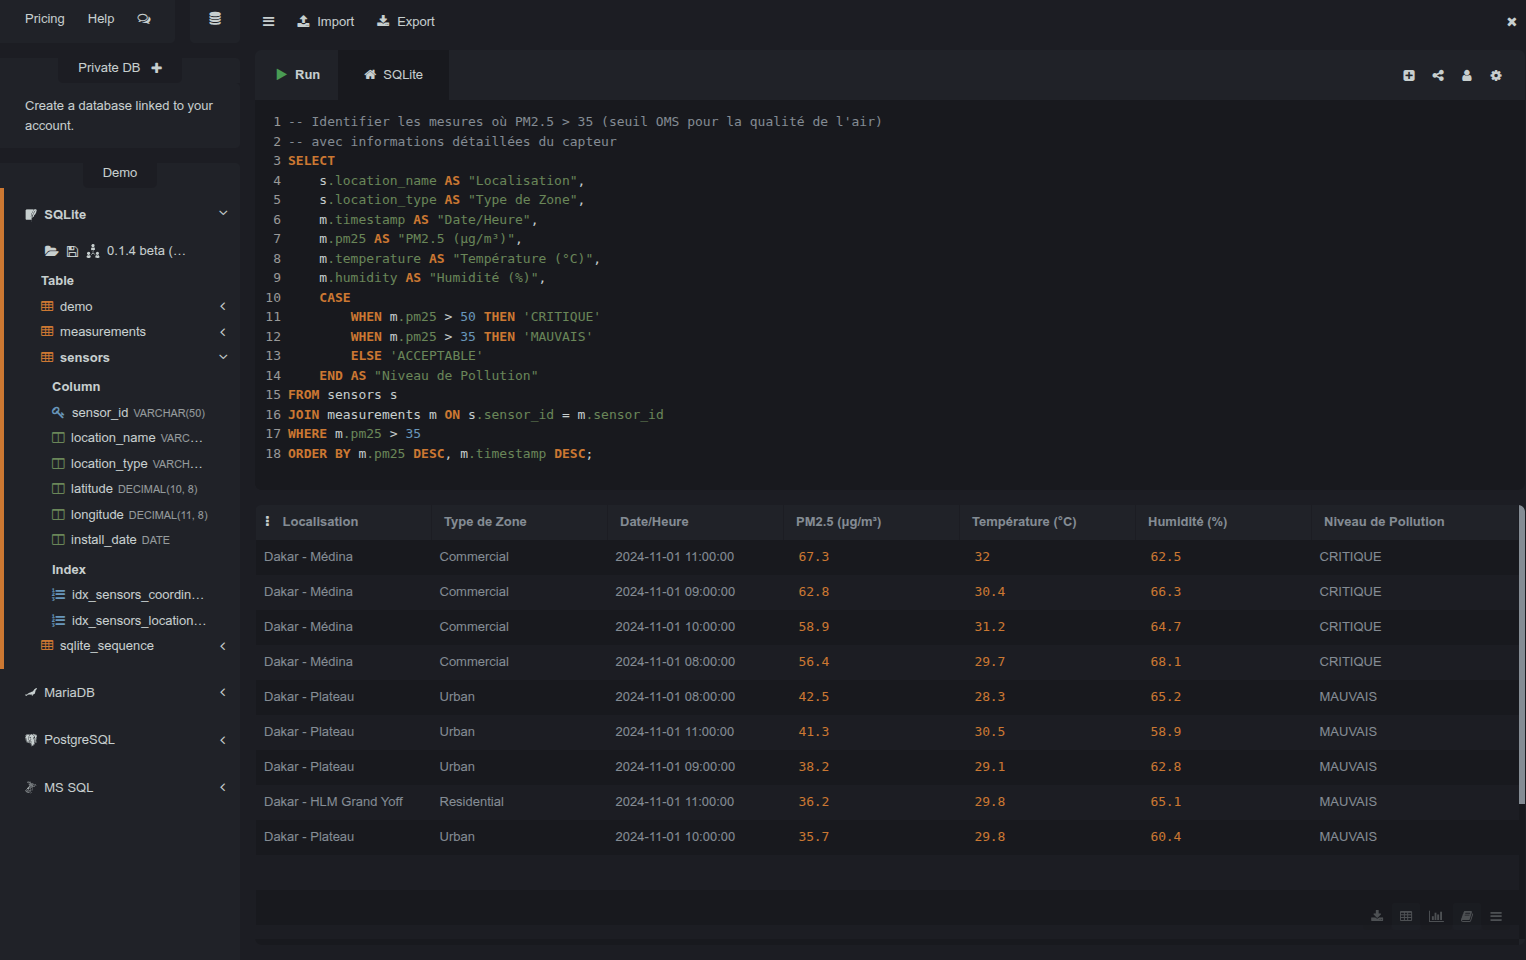 Pricing Help
Import Export
Private DB
Create a database linked to your
account.
Demo
SQLite
0.1.4 beta (...
Table
demo
measurements
sensors
Column
sensor_id VARCHAR(50)
location_name VARC...
location_type VARCH...
latitude DECIMAL(10, 8)
longitude DECIMAL(11, 8)
install_date DATE
Index
idx_sensors_coordin...
idx_sensors_location...
sqlite_sequence
MariaDB
PostgreSQL
MS SQL
Run SQLite
1 -- Identifier les mesures où PM2.5 > 35 (seuil OMS pour la qualité de l'air)
2 -- avec informations détaillées du capteur
3 SELECT
4 s.location_name AS "Localisation",
5 s.location_type AS "Type de Zone",
6 m.timestamp AS "Date/Heure",
7 m.pm25 AS "PM2.5 (µg/m³)",
8 m.temperature AS "Température (°C)",
9 m.humidity AS "Humidité (%)",
10 CASE
11 WHEN m.pm25 > 50 THEN 'CRITIQUE'
12 WHEN m.pm25 > 35 THEN 'MAUVAIS'
13 ELSE 'ACCEPTABLE'
14 END AS "Niveau de Pollution"
15 FROM sensors s
16 JOIN measurements m ON s.sensor_id = m.sensor_id
17 WHERE m.pm25 > 35
18 ORDER BY m.pm25 DESC, m.timestamp DESC;
Localisation Type de Zone Date/Heure PM2.5 (µg/m³) Température (°C) Humidité (%) Niveau de Pollution
Dakar - Médina Commercial 2024-11-01 11:00:00 67.3 32 62.5 CRITIQUE
Dakar - Médina Commercial 2024-11-01 09:00:00 62.8 30.4 66.3 CRITIQUE
Dakar - Médina Commercial 2024-11-01 10:00:00 58.9 31.2 64.7 CRITIQUE
Dakar - Médina Commercial 2024-11-01 08:00:00 56.4 29.7 68.1 CRITIQUE
Dakar - Plateau Urban 2024-11-01 08:00:00 42.5 28.3 65.2 MAUVAIS
Dakar - Plateau Urban 2024-11-01 11:00:00 41.3 30.5 58.9 MAUVAIS
Dakar - Plateau Urban 2024-11-01 09:00:00 38.2 29.1 62.8 MAUVAIS
Dakar - HLM Grand Yoff Residential 2024-11-01 11:00:00 36.2 29.8 65.1 MAUVAIS
Dakar - Plateau Urban 2024-11-01 10:00:00 35.7 29.8 60.4 MAUVAIS